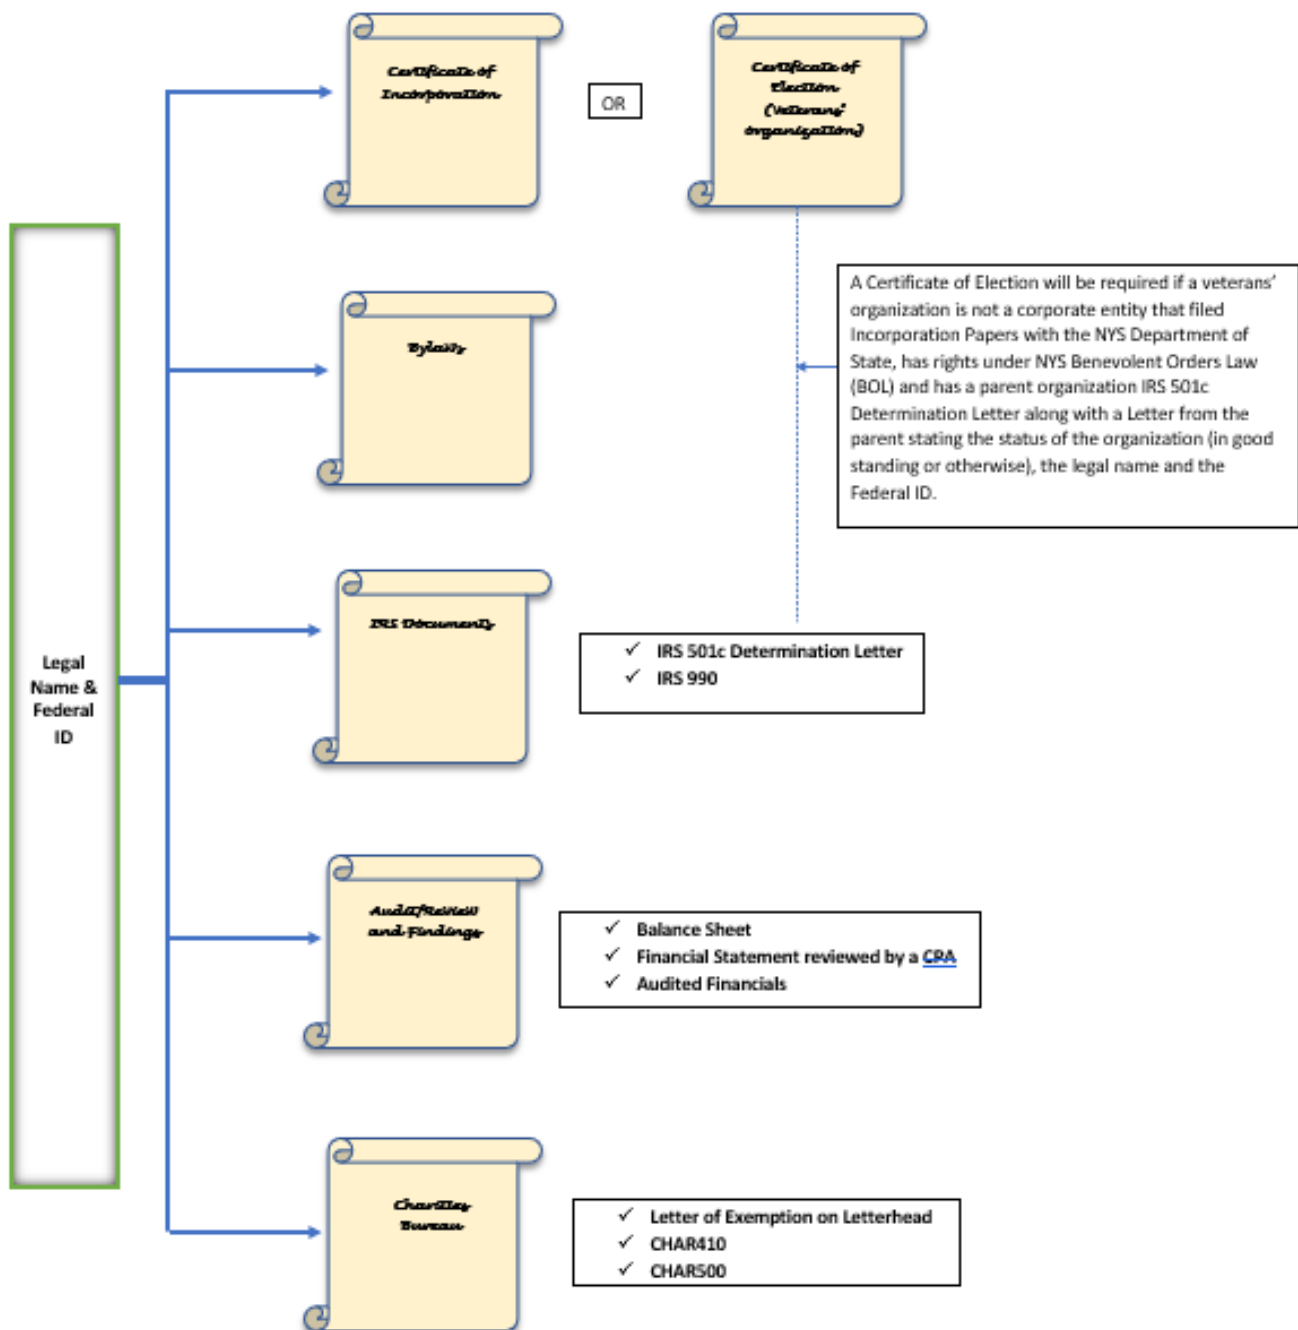 Certificate of
Incorporation
OR
Certificate of
Election
(Veterans'
organization)
A Certificate of Election will be required if a veterans'
organization is not a corporate entity that filed
Incorporation Papers with the NYS Department of
State, has rights under NYS Benevolent Orders Law
(BOL) and has a parent organization IRS 501c
Determination Letter along with a Letter from the
parent stating the status of the organization (in good
standing or otherwise), the legal name and the
Federal ID.
Bylaws
IRS Documents
✓ IRS 501c Determination Letter
✓ IRS 990
Legal
Name &
Federal
ID
Audit/Review
and Findings
✓ Balance Sheet
✓ Financial Statement reviewed by a CPA
✓ Audited Financials
Charities
Bureau
✓ Letter of Exemption on Letterhead
✓ CHAR410
✓ CHAR500